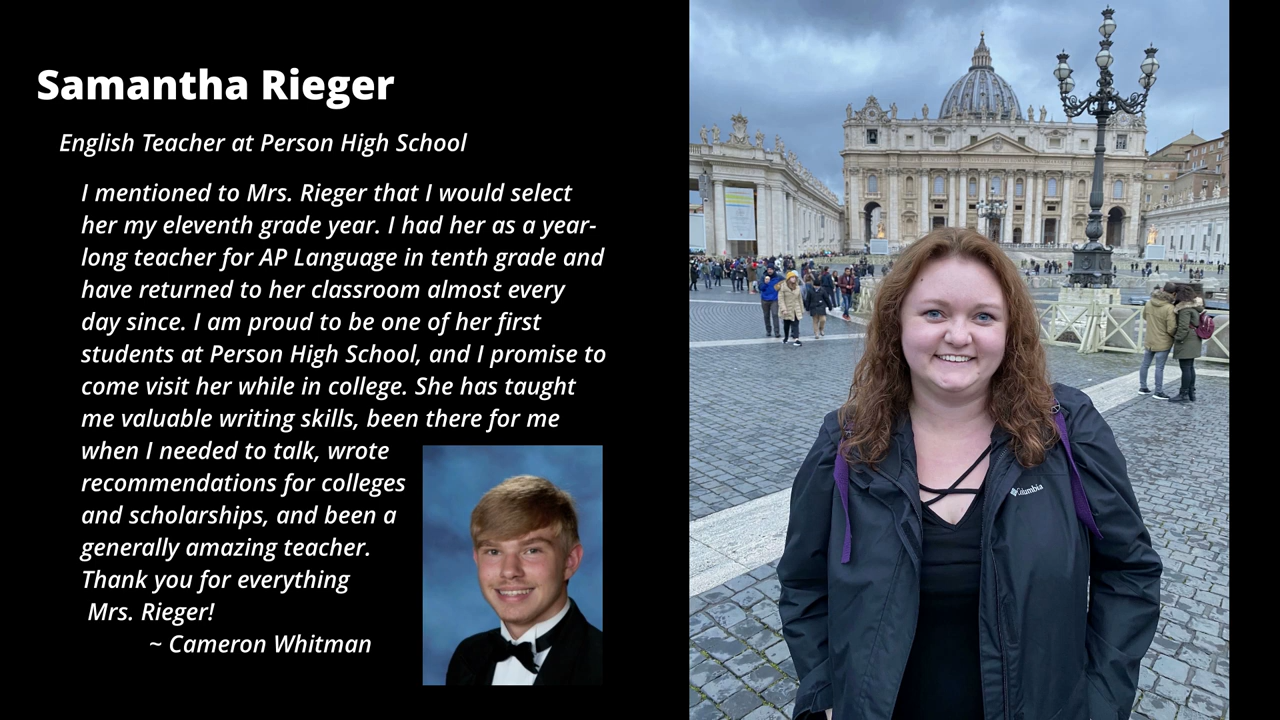 Samantha Rieger
English Teacher at Person High School
I mentioned to Mrs. Rieger that I would select
her my eleventh grade year. I had her as a year-
long teacher for AP Language in tenth grade and
have returned to her classroom almost every
day since. I am proud to be one of her first
students at Person High School, and I promise to
come visit her while in college. She has taught
me valuable writing skills, been there for me
when I needed to talk, wrote
recommendations for colleges
and scholarships, and been a
generally amazing teacher.
Thank you for everything
Mrs. Rieger!
~ Cameron Whitman
Columbia